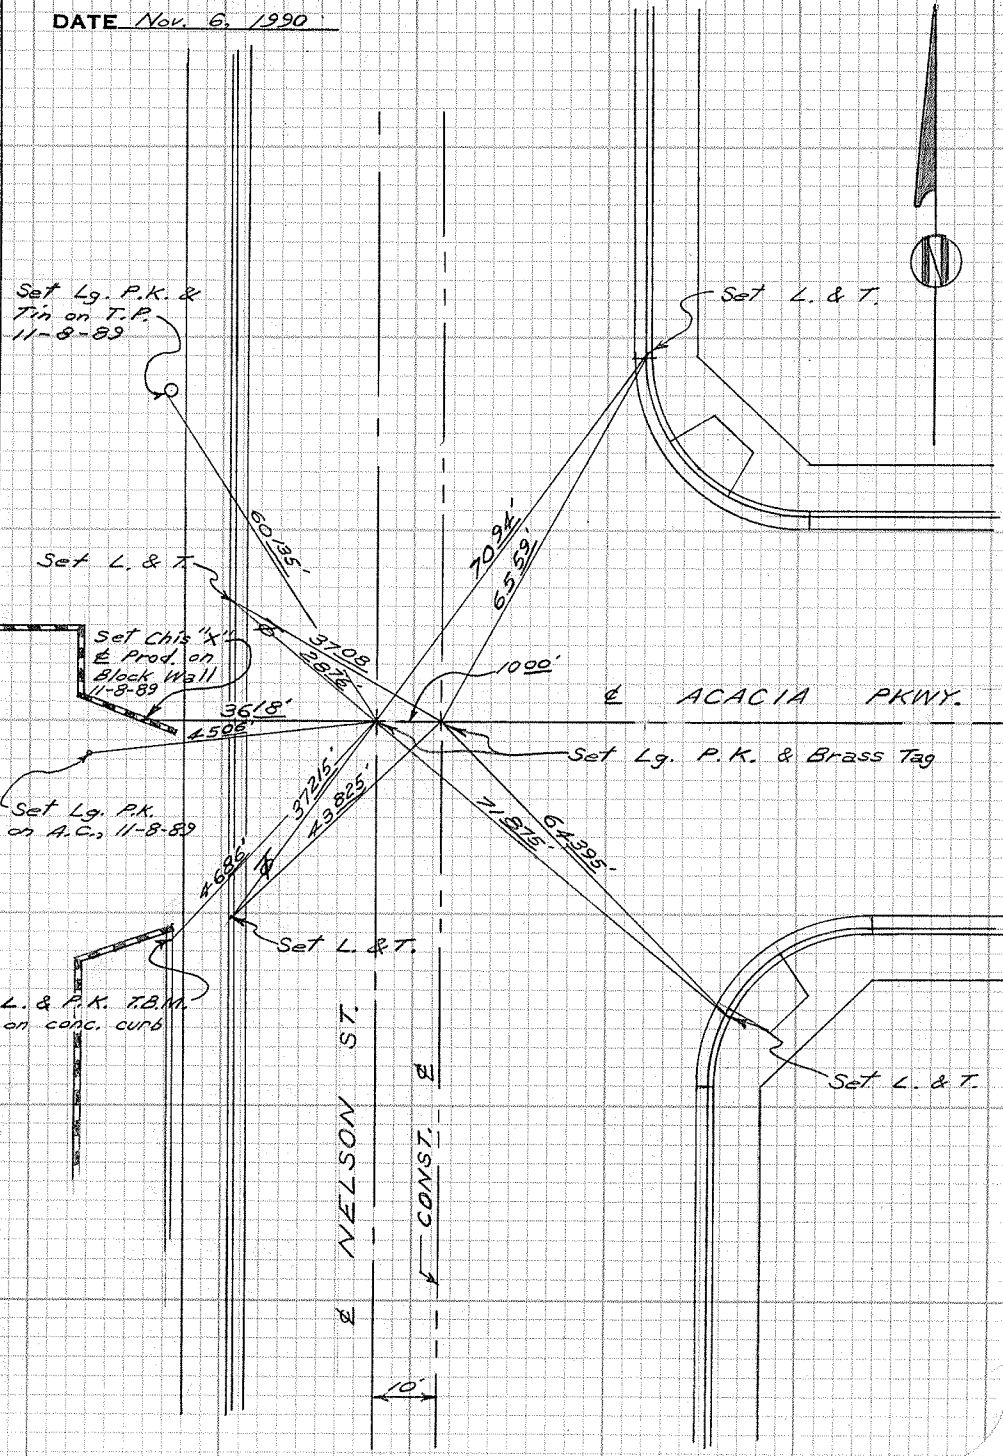 DATE Nov. 6, 1990
N
Set Lg. P.K. &
Tin on T.P.
11-8-89
Set L. & T.
60.135'
70.94'
65.59'
Set L. & T.
Set Chis "X"
℄ Prod. on
Block Wall
11-8-89
37.08
28.76'
10.00'
36.18'
45.06'
℄ ACACIA PKWY.
Set Lg. P.K. & Brass Tag
Set Lg. P.K.
on A.C., 11-8-89
37.215'
43.825'
46.86'
71.875'
64.395'
Set L. & T.
L. & P.K. T.B.M.
on conc. curb
Set L. & T.
℄ NELSON ST.
CONST. ℄
10'